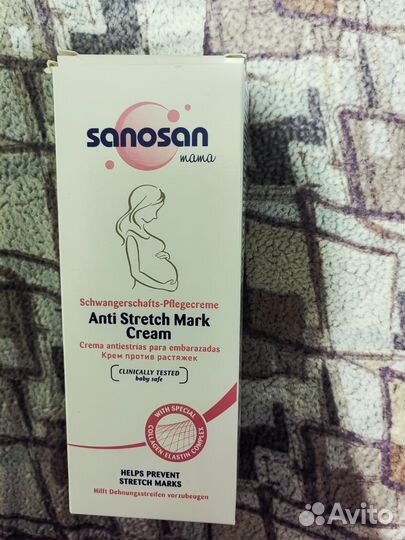 sanosan
mama
Schwangerschafts-Pflegecreme
Anti Stretch Mark
Cream
Crema antiestrías para embarazadas
Крем против растяжек
CLINICALLY TESTED
baby safe
WITH SPECIAL
COLLAGEN ELASTIN COMPLEX
HELPS PREVENT
STRETCH MARKS
Hilft Dehnungsstreifen vorzubeugen
Avito